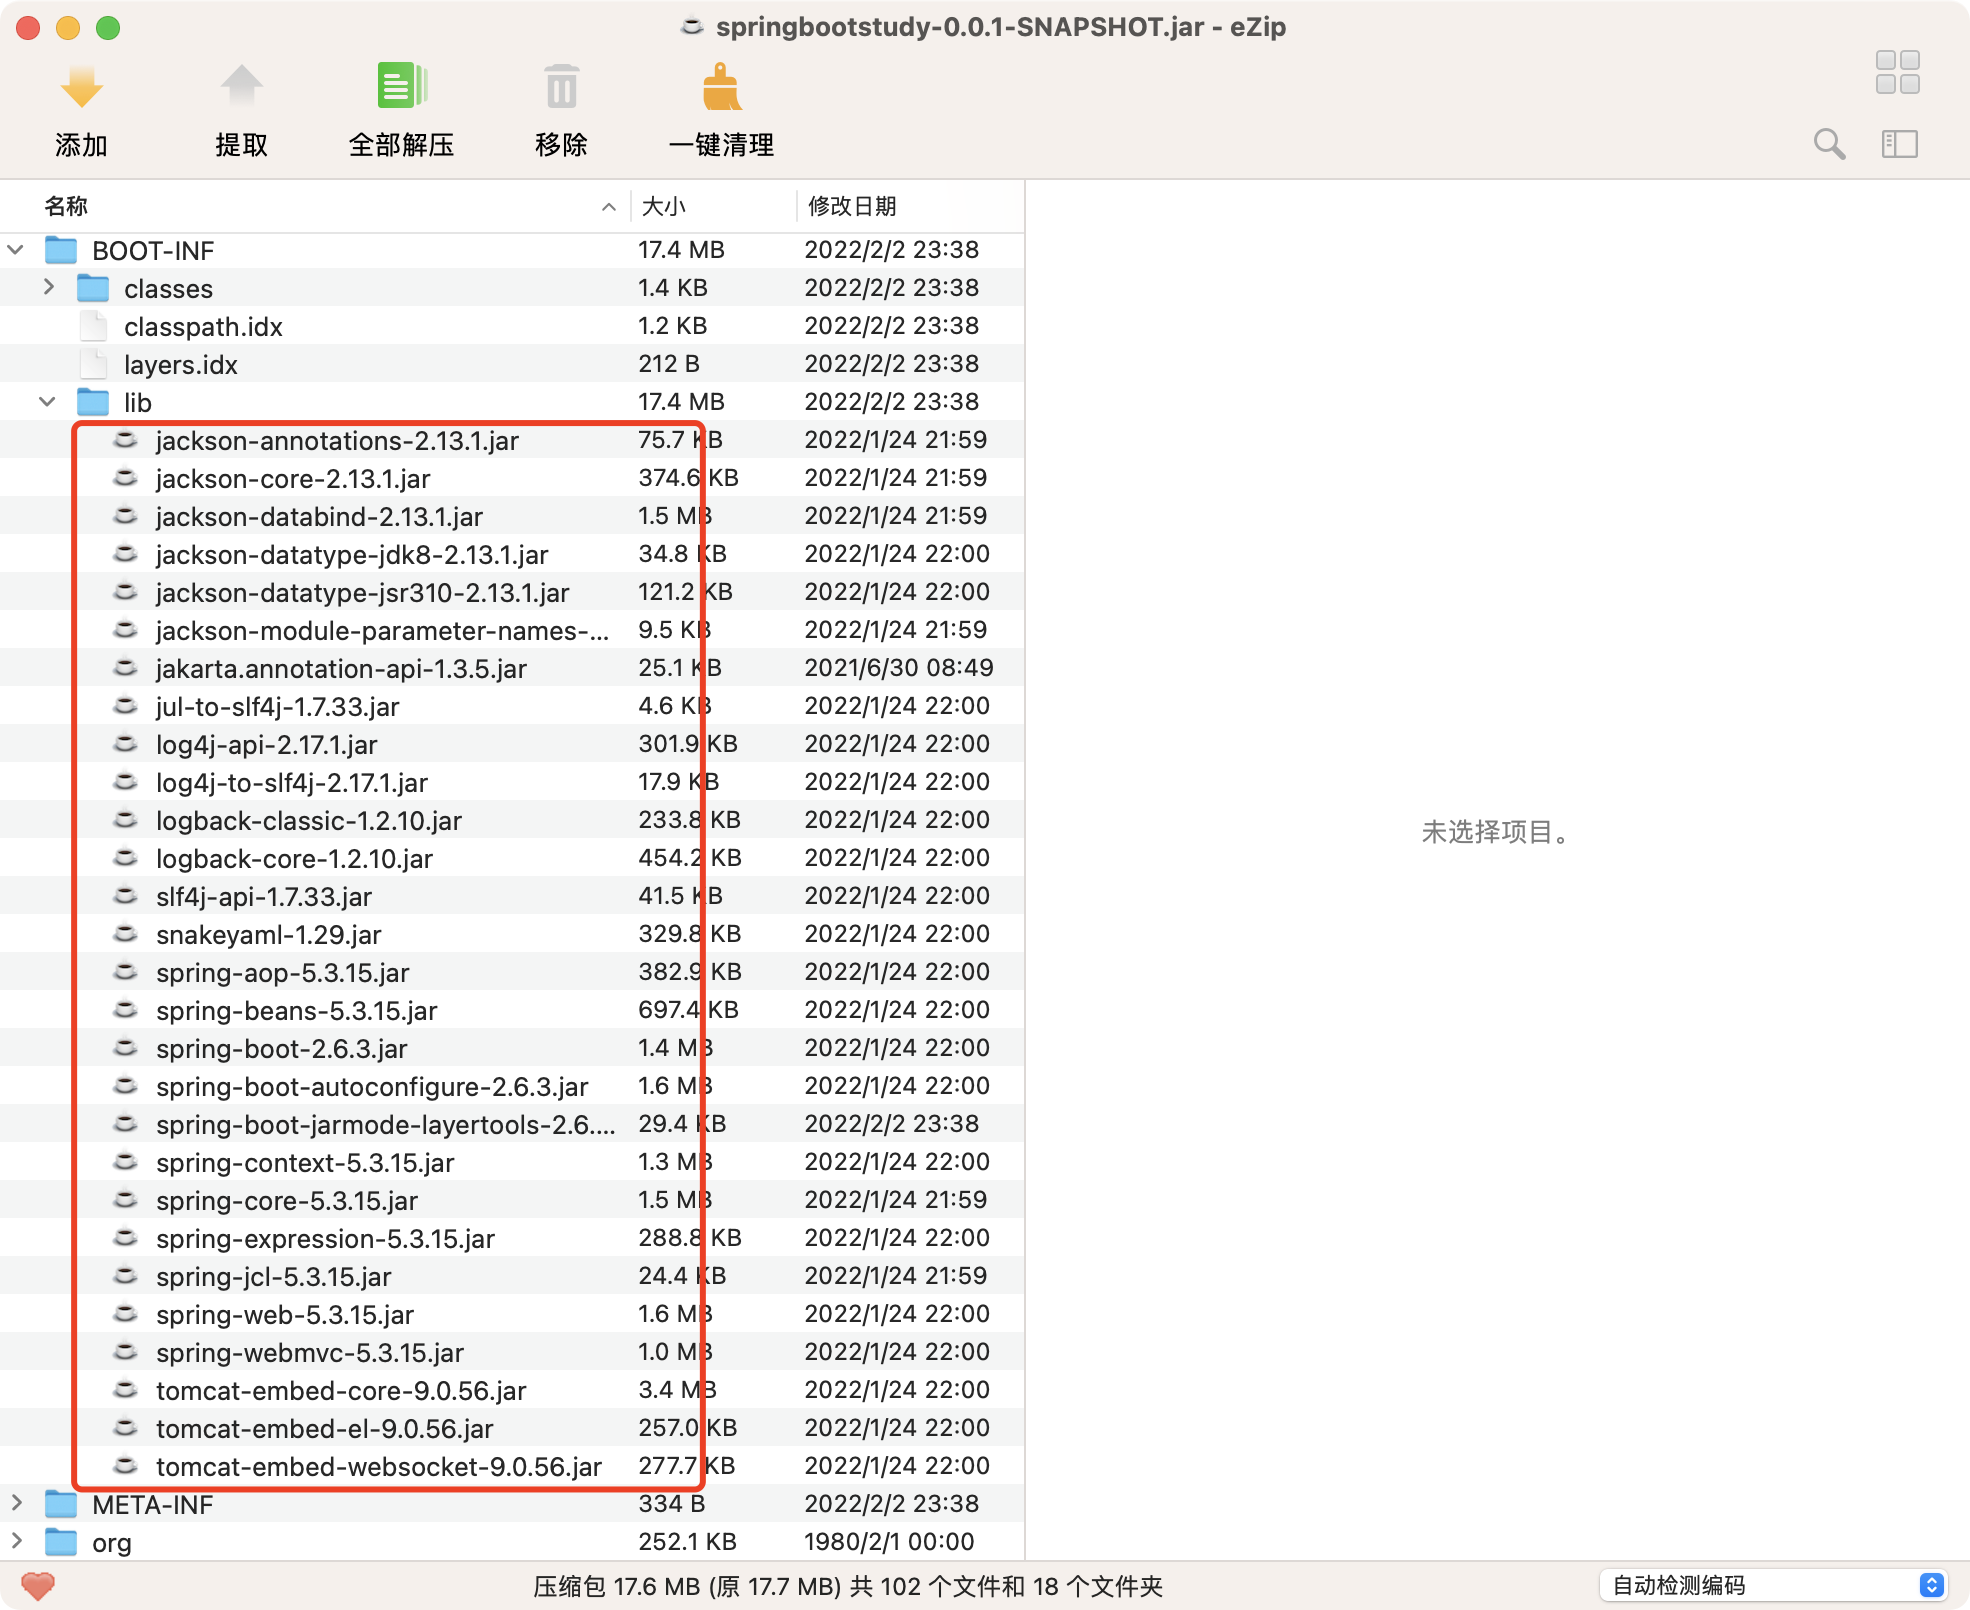 springbootstudy-0.0.1-SNAPSHOT.jar - eZip
添加 提取 全部解压 移除 一键清理
名称 大小 修改日期
BOOT-INF 17.4 MB 2022/2/2 23:38
classes 1.4 KB 2022/2/2 23:38
classpath.idx 1.2 KB 2022/2/2 23:38
layers.idx 212 B 2022/2/2 23:38
lib 17.4 MB 2022/2/2 23:38
jackson-annotations-2.13.1.jar 75.7 KB 2022/1/24 21:59
jackson-core-2.13.1.jar 374.6 KB 2022/1/24 21:59
jackson-databind-2.13.1.jar 1.5 MB 2022/1/24 21:59
jackson-datatype-jdk8-2.13.1.jar 34.8 KB 2022/1/24 22:00
jackson-datatype-jsr310-2.13.1.jar 121.2 KB 2022/1/24 22:00
jackson-module-parameter-names-... 9.5 KB 2022/1/24 21:59
jakarta.annotation-api-1.3.5.jar 25.1 KB 2021/6/30 08:49
jul-to-slf4j-1.7.33.jar 4.6 KB 2022/1/24 22:00
log4j-api-2.17.1.jar 301.9 KB 2022/1/24 22:00
log4j-to-slf4j-2.17.1.jar 17.9 KB 2022/1/24 22:00
logback-classic-1.2.10.jar 233.8 KB 2022/1/24 22:00
logback-core-1.2.10.jar 454.2 KB 2022/1/24 22:00
slf4j-api-1.7.33.jar 41.5 KB 2022/1/24 22:00
snakeyaml-1.29.jar 329.8 KB 2022/1/24 22:00
spring-aop-5.3.15.jar 382.9 KB 2022/1/24 22:00
spring-beans-5.3.15.jar 697.4 KB 2022/1/24 22:00
spring-boot-2.6.3.jar 1.4 MB 2022/1/24 22:00
spring-boot-autoconfigure-2.6.3.jar 1.6 MB 2022/1/24 22:00
spring-boot-jarmode-layertools-2.6.... 29.4 KB 2022/2/2 23:38
spring-context-5.3.15.jar 1.3 MB 2022/1/24 22:00
spring-core-5.3.15.jar 1.5 MB 2022/1/24 21:59
spring-expression-5.3.15.jar 288.8 KB 2022/1/24 22:00
spring-jcl-5.3.15.jar 24.4 KB 2022/1/24 21:59
spring-web-5.3.15.jar 1.6 MB 2022/1/24 22:00
spring-webmvc-5.3.15.jar 1.0 MB 2022/1/24 22:00
tomcat-embed-core-9.0.56.jar 3.4 MB 2022/1/24 22:00
tomcat-embed-el-9.0.56.jar 257.0 KB 2022/1/24 22:00
tomcat-embed-websocket-9.0.56.jar 277.7 KB 2022/1/24 22:00
META-INF 334 B 2022/2/2 23:38
org 252.1 KB 1980/2/1 00:00
未选择项目。
压缩包 17.6 MB (原 17.7 MB) 共 102 个文件和 18 个文件夹
自动检测编码